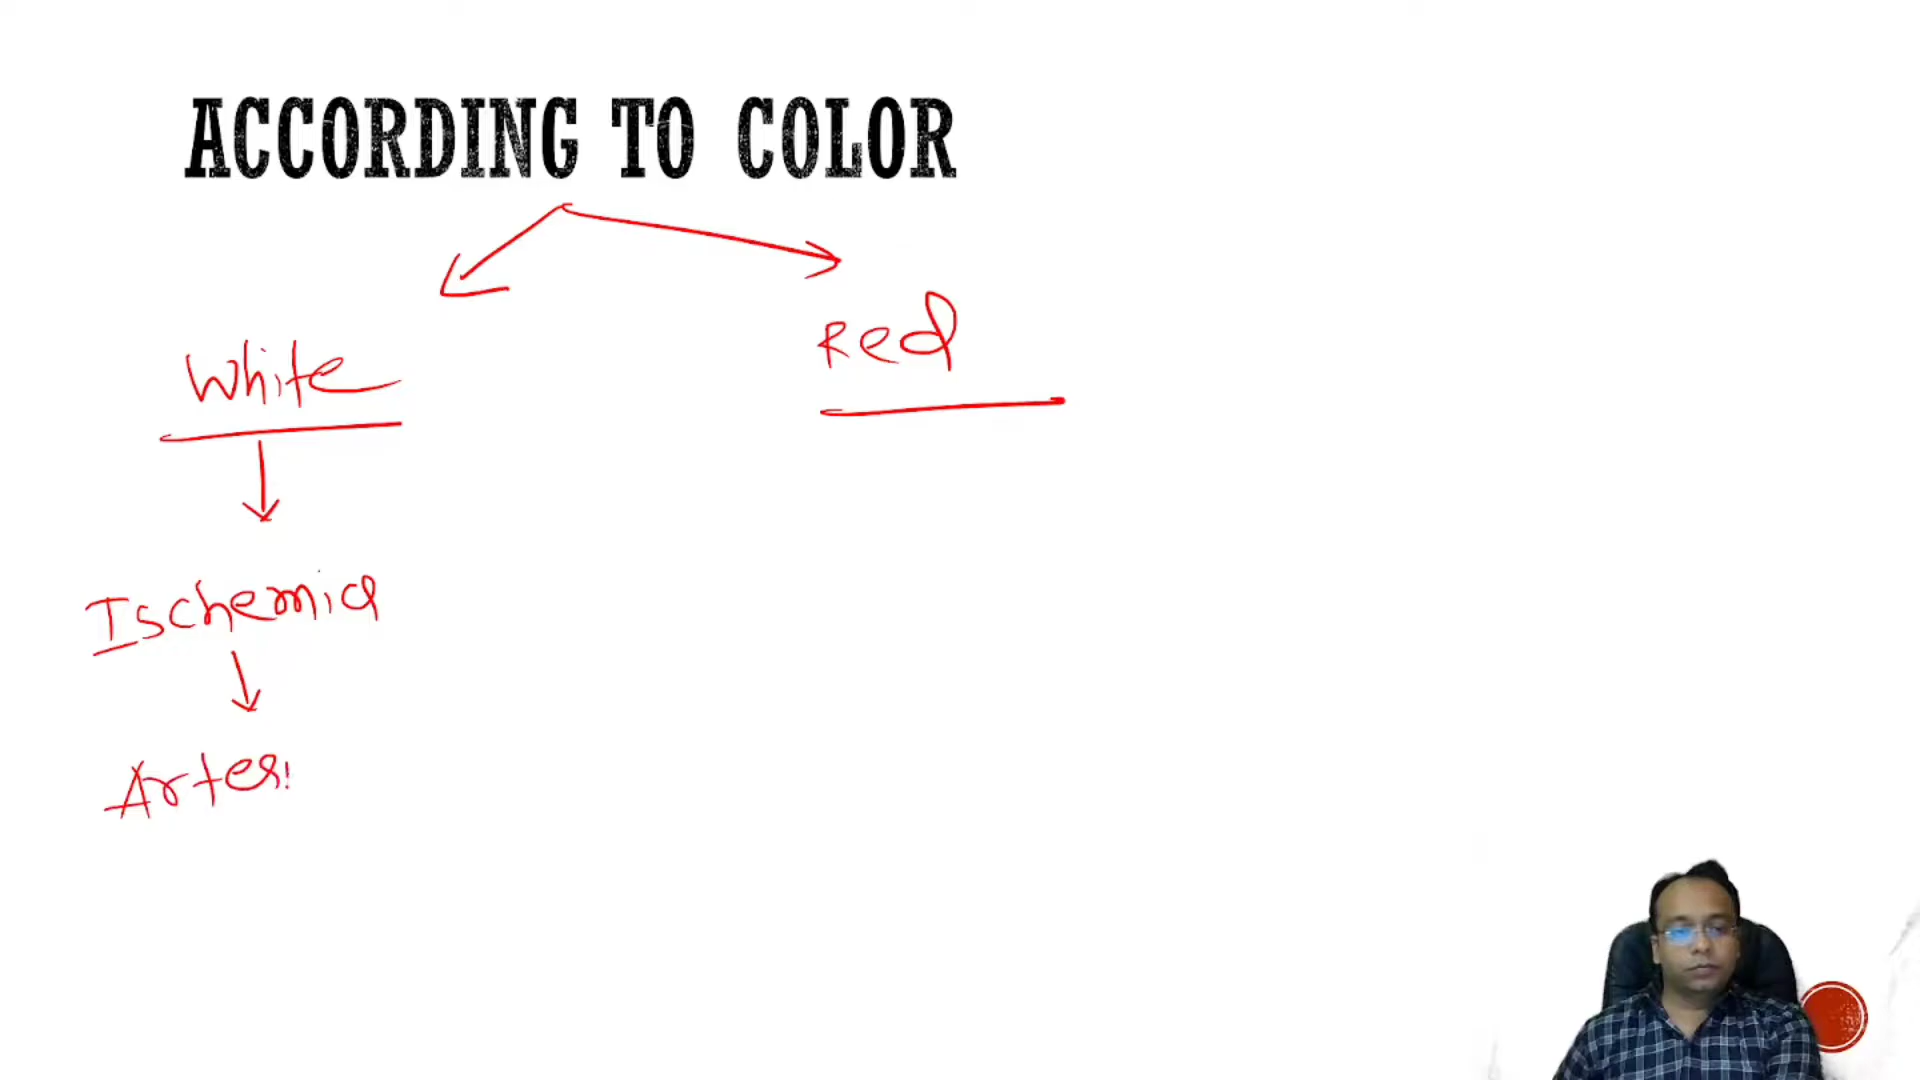 ACCORDING TO COLOR
White
Red
Ischemia
Arteri